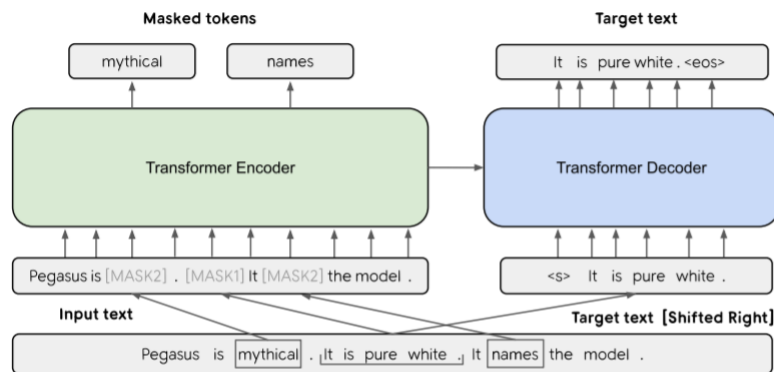 Masked tokens
Target text
mythical
names
It is pure white . <eos>
Transformer Encoder
Transformer Decoder
Pegasus is [MASK2] . [MASK1] It [MASK2] the model .
<s> It is pure white .
Input text
Target text [Shifted Right]
Pegasus is mythical . It is pure white . It names the model .